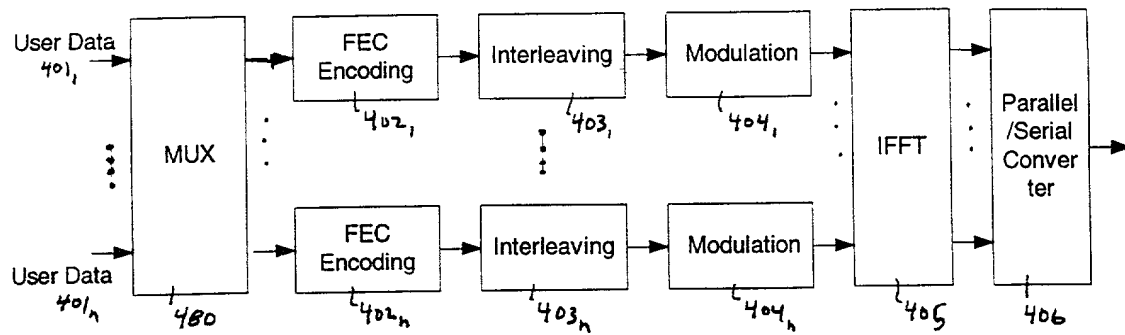 User Data
401₁
MUX
480
FEC
Encoding
402₁
Interleaving
403₁
Modulation
404₁
IFFT
405
Parallel
/Serial
Conver
ter
406
User Data
401ₙ
FEC
Encoding
402ₙ
Interleaving
403ₙ
Modulation
404ₙ